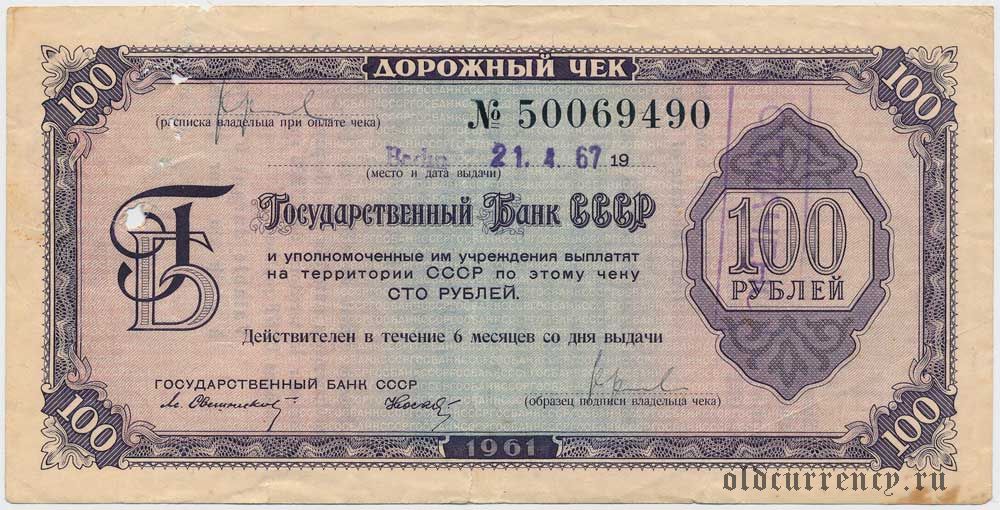 100 ДОРОЖНЫЙ ЧЕК 100
(расписка владельца при оплате чека)
№ 50069490
21. 4. 67 19
(место и дата выдачи)
ГБ
Государственный Банк СССР
и уполномоченные им учреждения выплатят
на территории СССР по этому чеку
СТО РУБЛЕЙ.
100
РУБЛЕЙ
Действителен в течение 6 месяцев со дня выдачи
ГОСУДАРСТВЕННЫЙ БАНК СССР
(образец подписи владельца чека)
100 1961 100
oldcurrency.ru